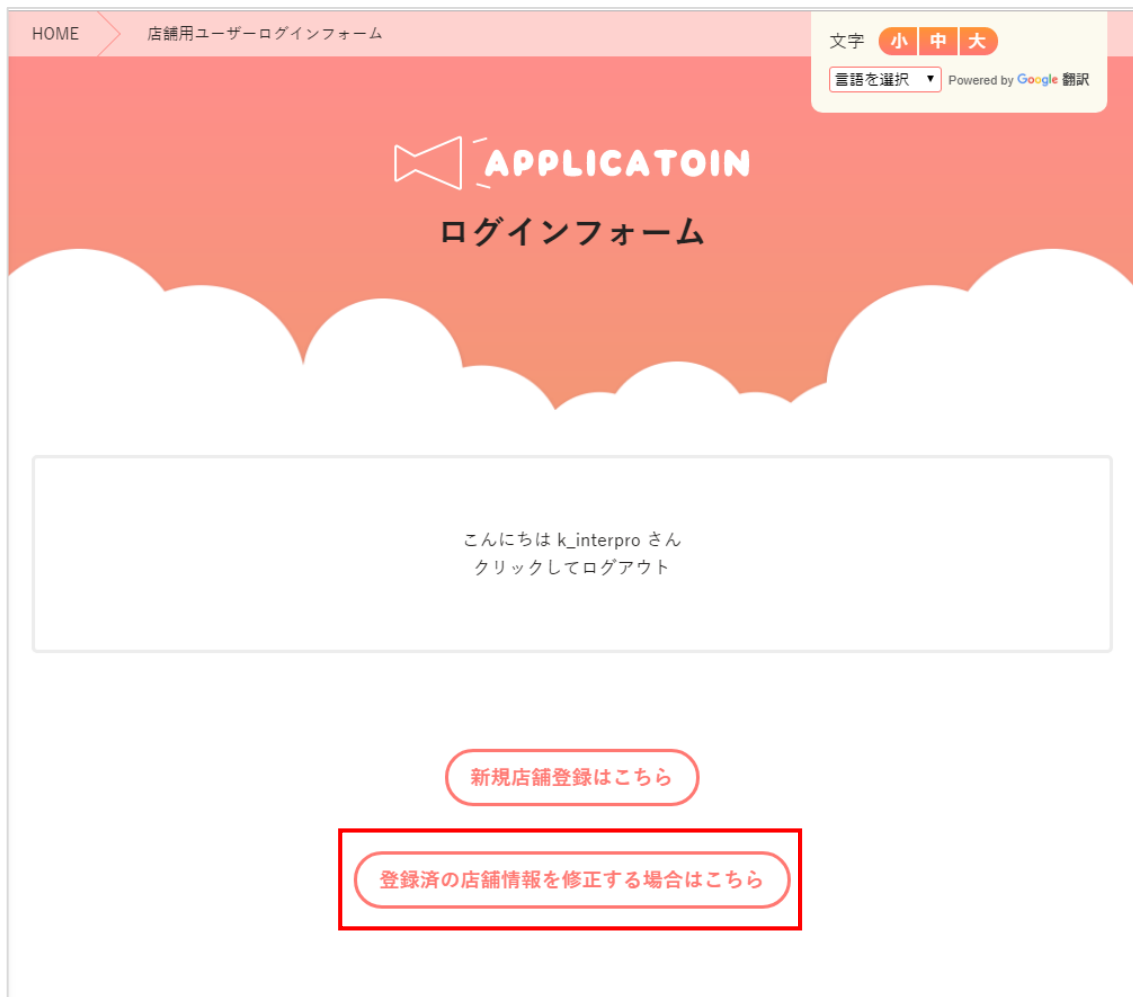 HOME 店舗用ユーザーログインフォーム
文字 小 中 大
言語を選択 ▼ Powered by Google 翻訳
APPLICATOIN
ログインフォーム
こんにちは k_interpro さん
クリックしてログアウト
新規店舗登録はこちら
登録済の店舗情報を修正する場合はこちら